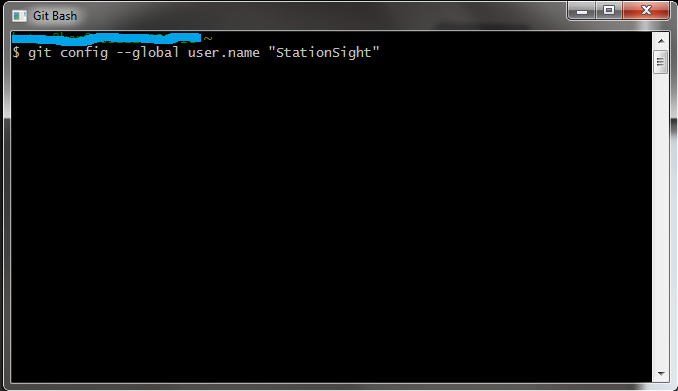 Git Bash
~
$ git config --global user.name "StationSight"